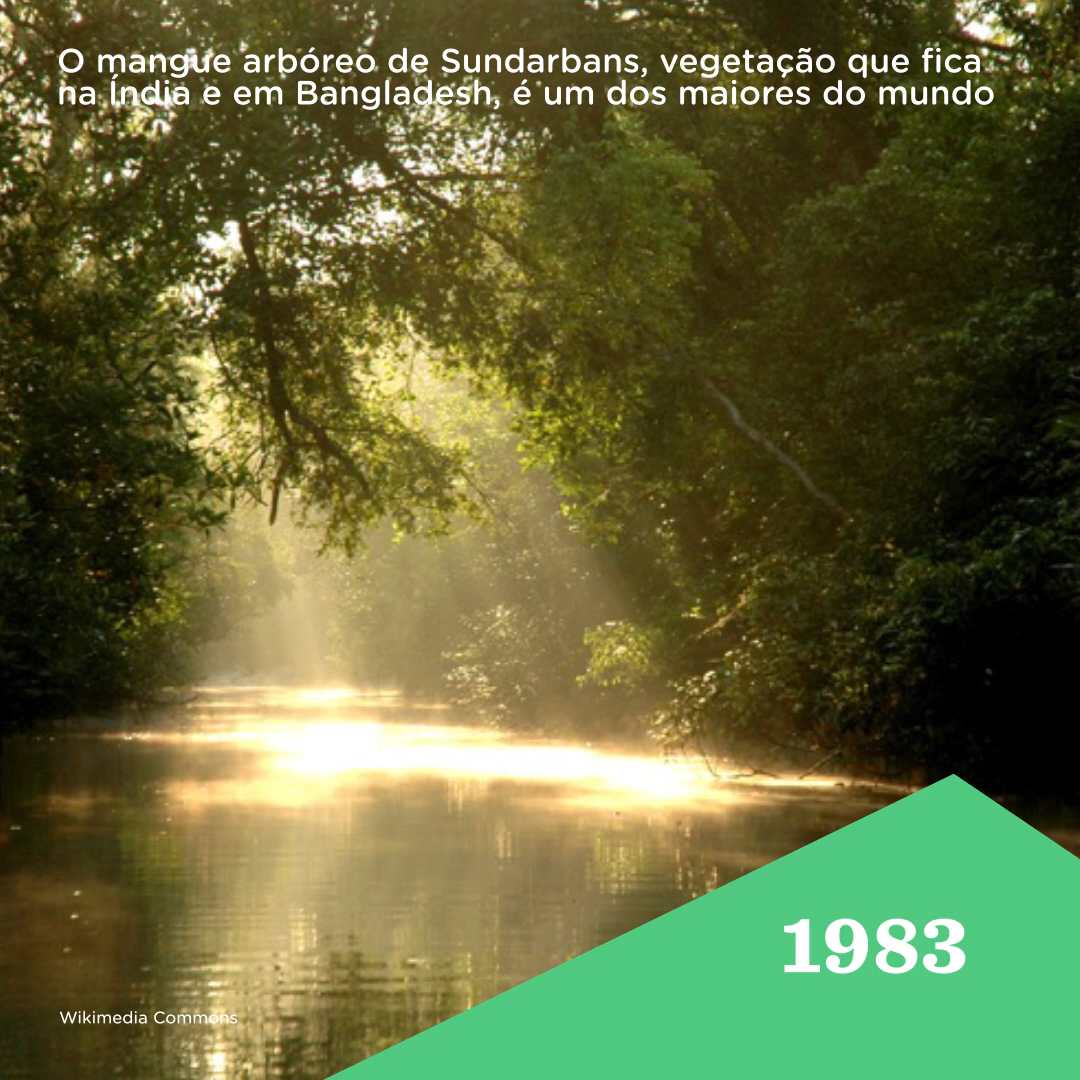 O mangue arbóreo de Sundarbans, vegetação que fica
na Índia e em Bangladesh, é um dos maiores do mundo
1983
Wikimedia Commons